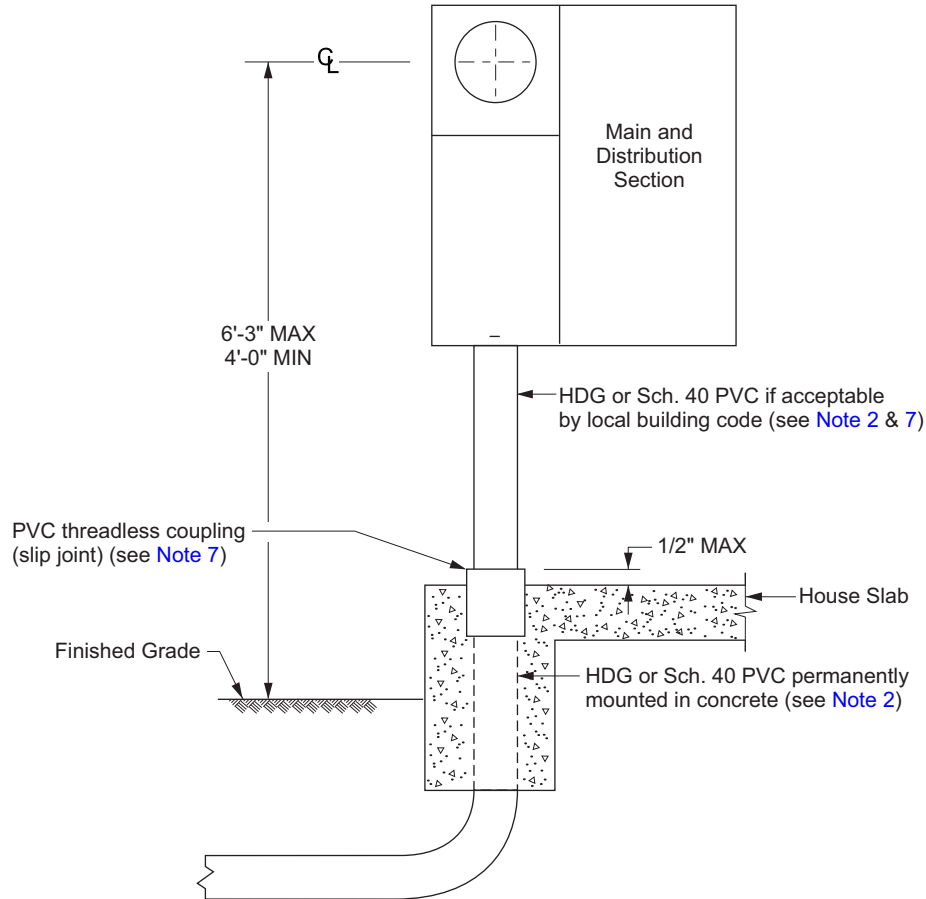 ℄
Main and
Distribution
Section
6'-3" MAX
4'-0" MIN
HDG or Sch. 40 PVC if acceptable
by local building code (see Note 2 & 7)
PVC threadless coupling
(slip joint) (see Note 7)
1/2" MAX
House Slab
Finished Grade
HDG or Sch. 40 PVC permanently
mounted in concrete (see Note 2)